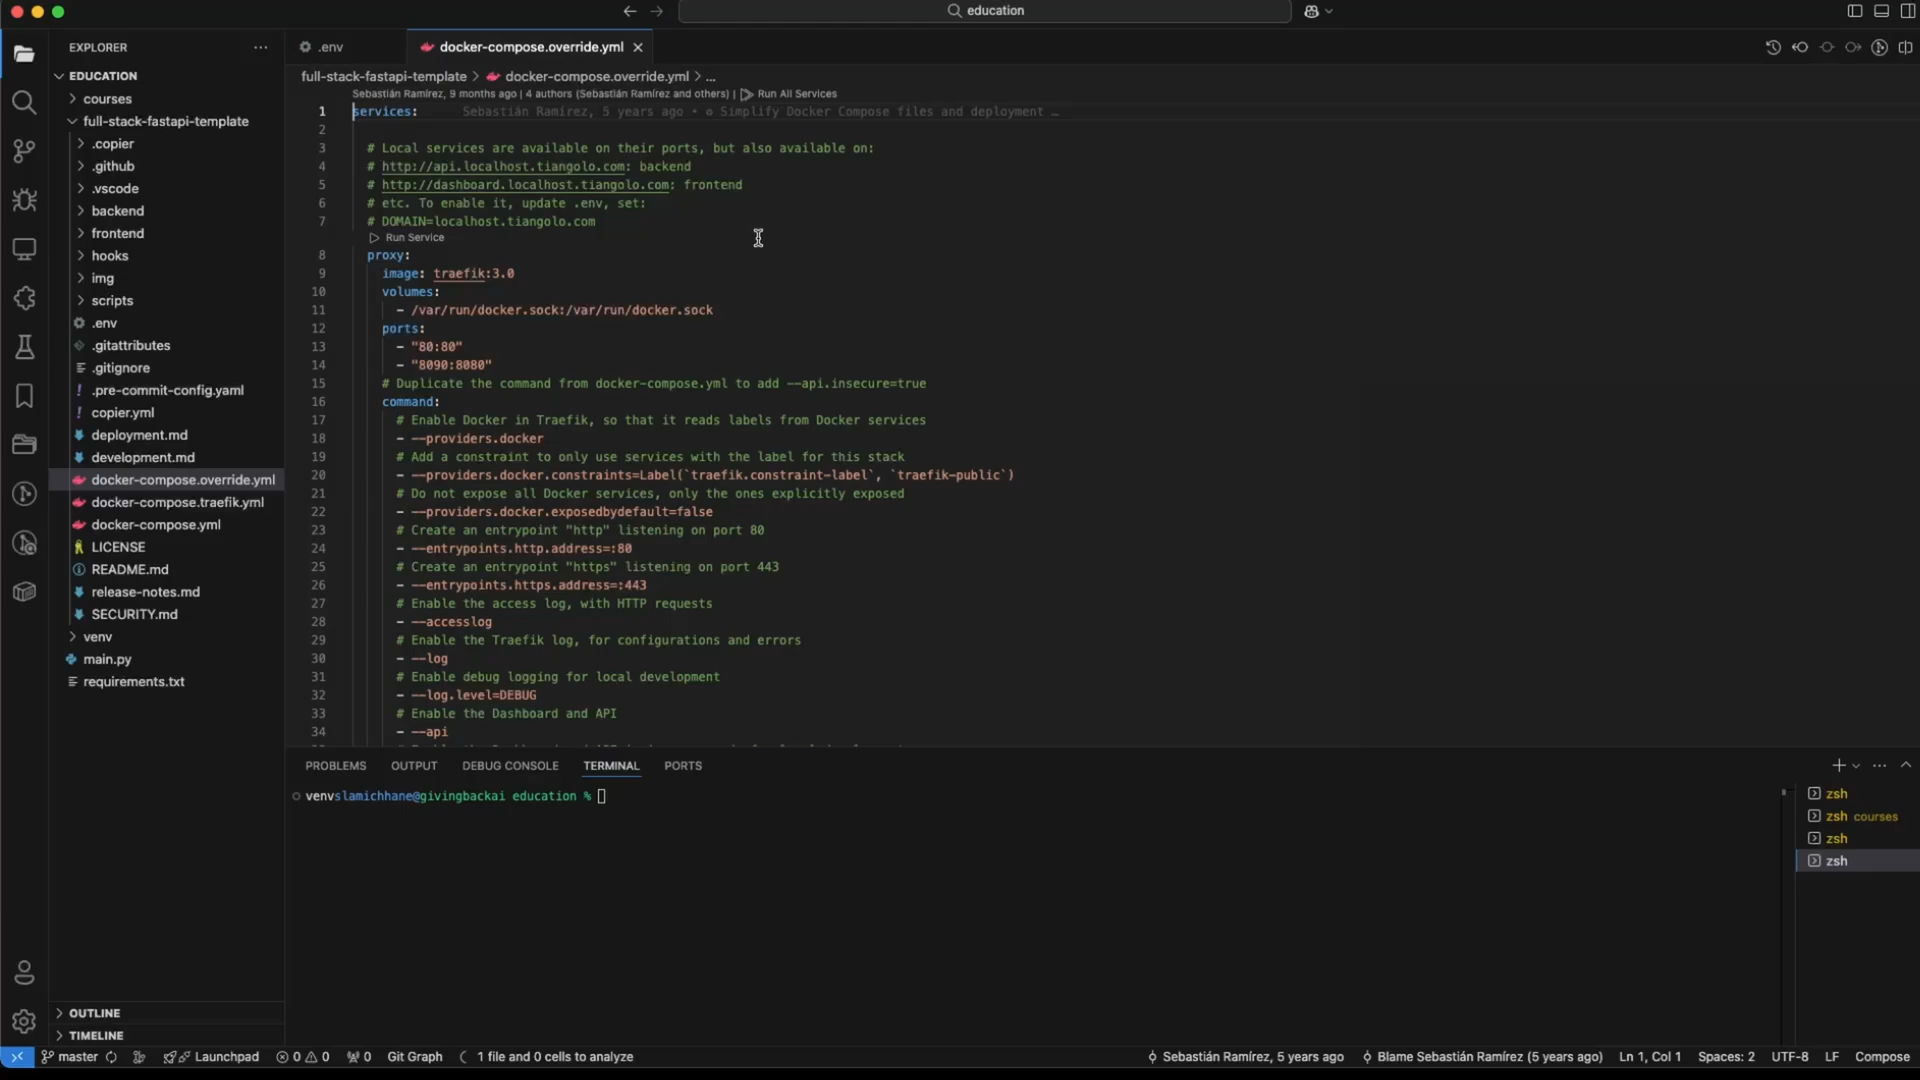 education
EXPLORER
EDUCATION
courses
full-stack-fastapi-template
.copier
.github
.vscode
backend
frontend
hooks
img
scripts
.env
.gitattributes
.gitignore
.pre-commit-config.yaml
copier.yml
deployment.md
development.md
docker-compose.override.yml
docker-compose.traefik.yml
docker-compose.yml
LICENSE
README.md
release-notes.md
SECURITY.md
venv
main.py
requirements.txt
OUTLINE
TIMELINE
.env
docker-compose.override.yml
full-stack-fastapi-template > docker-compose.override.yml > ...
Sebastián Ramírez, 9 months ago | 4 authors (Sebastián Ramírez and others) | Run All Services
1 services: Sebastián Ramírez, 5 years ago • Simplify Docker Compose files and deployment …
2
3 # Local services are available on their ports, but also available on:
4 # http://api.localhost.tiangolo.com: backend
5 # http://dashboard.localhost.tiangolo.com: frontend
6 # etc. To enable it, update .env, set:
7 # DOMAIN=localhost.tiangolo.com
Run Service
8 proxy:
9 image: traefik:3.0
10 volumes:
11 - /var/run/docker.sock:/var/run/docker.sock
12 ports:
13 - "80:80"
14 - "8090:8080"
15 # Duplicate the command from docker-compose.yml to add --api.insecure=true
16 command:
17 # Enable Docker in Traefik, so that it reads labels from Docker services
18 - --providers.docker
19 # Add a constraint to only use services with the label for this stack
20 - --providers.docker.constraints=Label(`traefik.constraint-label`, `traefik-public`)
21 # Do not expose all Docker services, only the ones explicitly exposed
22 - --providers.docker.exposedbydefault=false
23 # Create an entrypoint "http" listening on port 80
24 - --entrypoints.http.address=:80
25 # Create an entrypoint "https" listening on port 443
26 - --entrypoints.https.address=:443
27 # Enable the access log, with HTTP requests
28 - --accesslog
29 # Enable the Traefik log, for configurations and errors
30 - --log
31 # Enable debug logging for local development
32 - --log.level=DEBUG
33 # Enable the Dashboard and API
34 - --api
PROBLEMS OUTPUT DEBUG CONSOLE TERMINAL PORTS
venvslamichhane@givingbackai education %
zsh
zsh courses
zsh
zsh
master Launchpad 0 0 0 Git Graph 1 file and 0 cells to analyze Sebastián Ramírez, 5 years ago Blame Sebastián Ramírez (5 years ago) Ln 1, Col 1 Spaces: 2 UTF-8 LF Compose